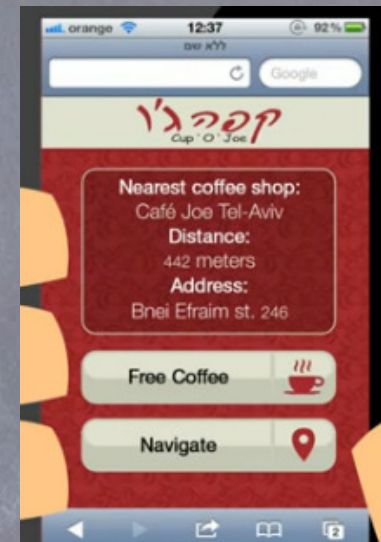 orange 12:37 92%
ללא שם
Google
קפה ג'ו
Cup 'O' Joe
Nearest coffee shop:
Café Joe Tel-Aviv
Distance:
442 meters
Address:
Bnei Efraim st. 246
Free Coffee
Navigate
2